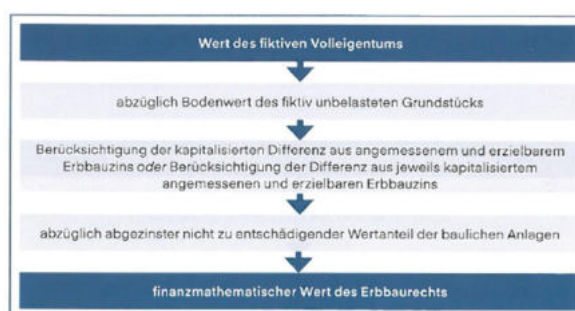 Wert des fiktiven Volleigentums
abzüglich Bodenwert des fiktiv unbelasteten Grundstücks
Berücksichtigung der kapitalisierten Differenz aus angemessenem und erzielbarem
Erbbauzins oder Berücksichtigung der Differenz aus jeweils kapitalisiertem
angemessenen und erzielbaren Erbbauzins
abzüglich abgezinster nicht zu entschädigender Wertanteil der baulichen Anlagen
finanzmathematischer Wert des Erbbaurechts